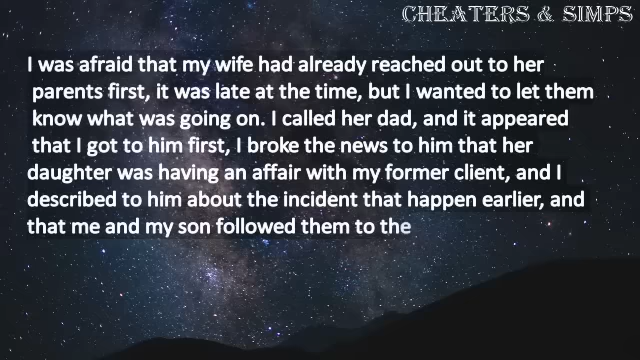 CHEATERS & SIMPS
I was afraid that my wife had already reached out to her
parents first, it was late at the time, but I wanted to let them
know what was going on. I called her dad, and it appeared
that I got to him first, I broke the news to him that her
daughter was having an affair with my former client, and I
described to him about the incident that happen earlier, and
that me and my son followed them to the